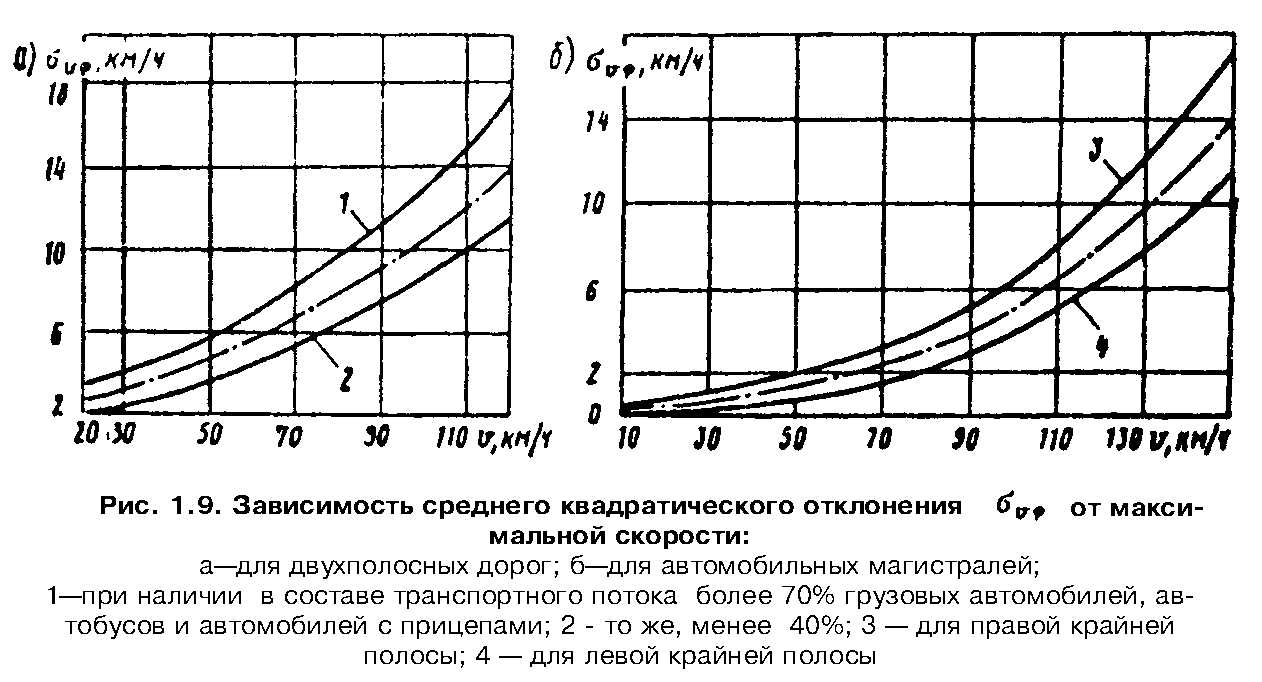 а) σvφ, км/ч
18
14
10
6
2
20 30 50 70 90 110 v, км/ч
1
2
б) σvφ, км/ч
14
10
6
2
0
10 30 50 70 90 110 130 v, км/ч
3
4
Рис. 1.9. Зависимость среднего квадратического отклонения σvφ от макси-
мальной скорости:
а—для двухполосных дорог; б—для автомобильных магистралей;
1—при наличии в составе транспортного потока более 70% грузовых автомобилей, ав-
тобусов и автомобилей с прицепами; 2 - то же, менее 40%; 3 — для правой крайней
полосы; 4 — для левой крайней полосы